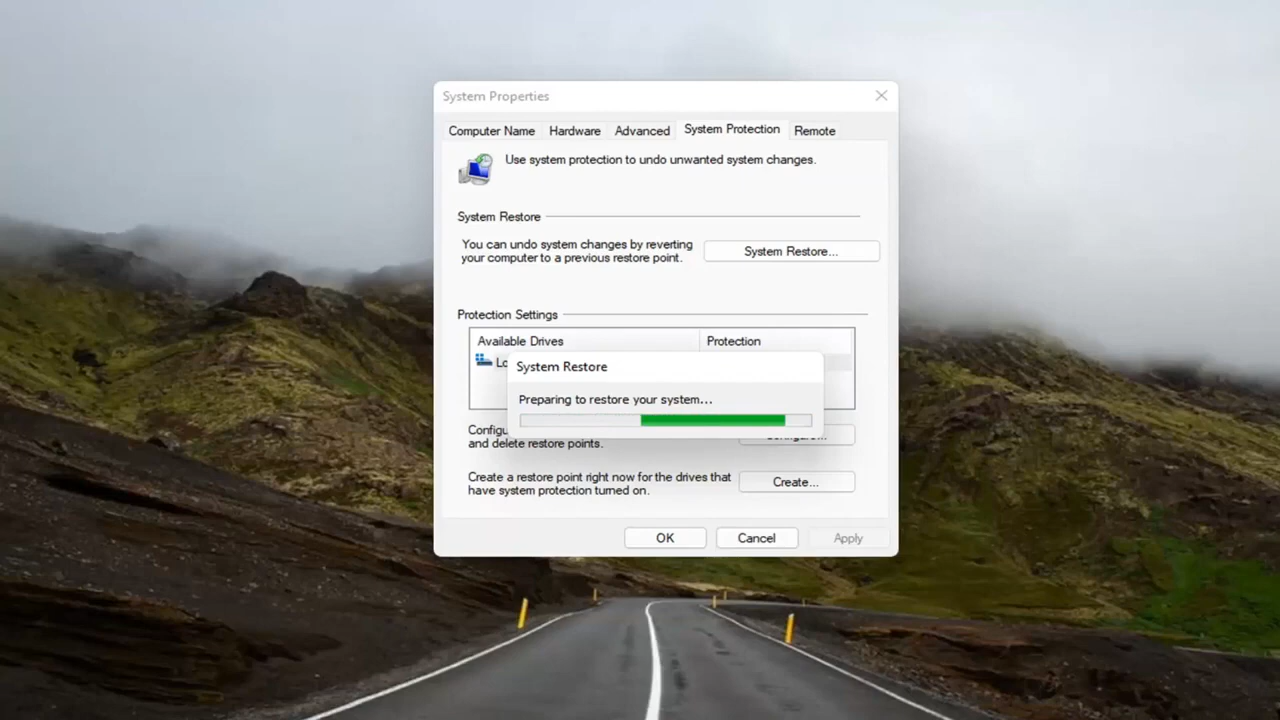 System Properties
Computer Name
Hardware
Advanced
System Protection
Remote
Use system protection to undo unwanted system changes.
System Restore
You can undo system changes by reverting
your computer to a previous restore point.
System Restore...
Protection Settings
Available Drives
Protection
System Restore
Preparing to restore your system...
and delete restore points.
Create a restore point right now for the drives that
have system protection turned on.
Create...
OK
Cancel
Apply